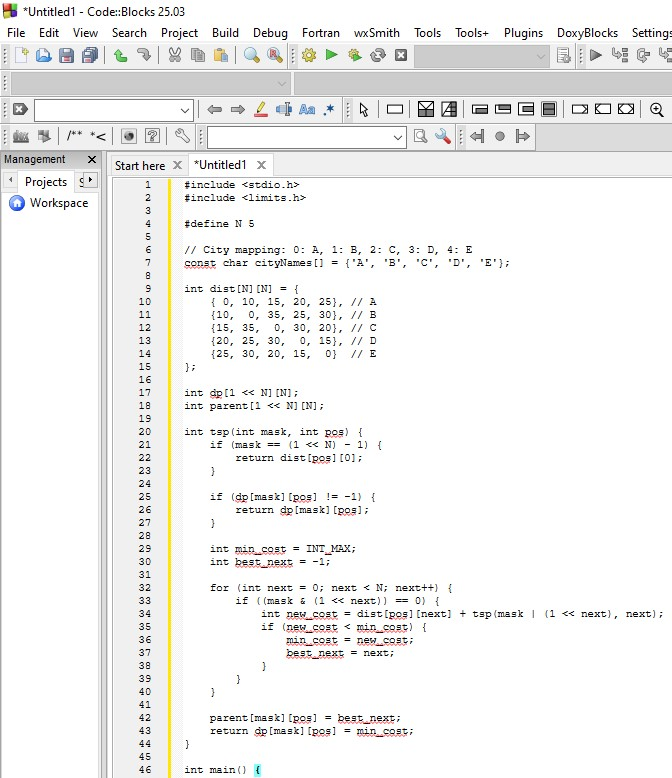 *Untitled1 - Code::Blocks 25.03
File Edit View Search Project Build Debug Fortran wxSmith Tools Tools+ Plugins DoxyBlocks Settings
Aa .*
/** *<
Management X
Projects
Workspace
Start here X *Untitled1 X
1 #include <stdio.h>
2 #include <limits.h>
3
4 #define N 5
5
6 // City mapping: 0: A, 1: B, 2: C, 3: D, 4: E
7 const char cityNames[] = {'A', 'B', 'C', 'D', 'E'};
8
9 int dist[N][N] = {
10 { 0, 10, 15, 20, 25}, // A
11 {10, 0, 35, 25, 30}, // B
12 {15, 35, 0, 30, 20}, // C
13 {20, 25, 30, 0, 15}, // D
14 {25, 30, 20, 15, 0} // E
15 };
16
17 int dp[1 << N][N];
18 int parent[1 << N][N];
19
20 int tsp(int mask, int pos) {
21 if (mask == (1 << N) - 1) {
22 return dist[pos][0];
23 }
24
25 if (dp[mask][pos] != -1) {
26 return dp[mask][pos];
27 }
28
29 int min_cost = INT_MAX;
30 int best_next = -1;
31
32 for (int next = 0; next < N; next++) {
33 if ((mask & (1 << next)) == 0) {
34 int new_cost = dist[pos][next] + tsp(mask | (1 << next), next);
35 if (new_cost < min_cost) {
36 min_cost = new_cost;
37 best_next = next;
38 }
39 }
40 }
41
42 parent[mask][pos] = best_next;
43 return dp[mask][pos] = min_cost;
44 }
45
46 int main() {